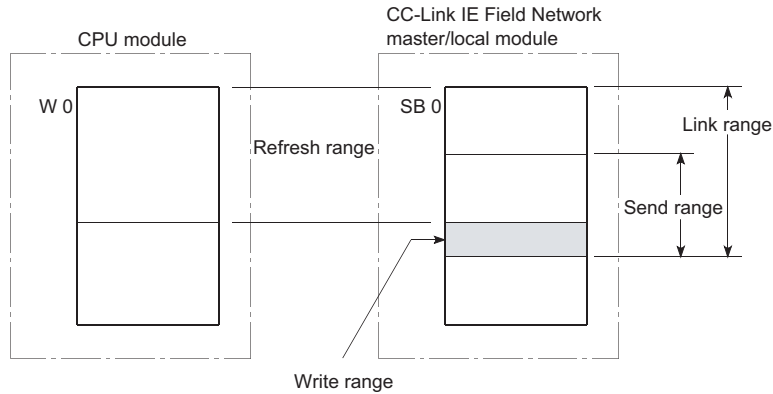 CC-Link IE Field Network
master/local module
CPU module
W 0
SB 0
Link range
Refresh range
Send range
Write range